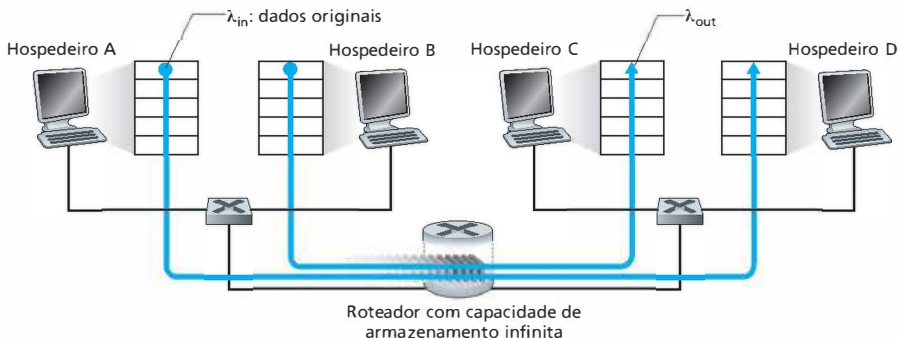 λin: dados originais
λout
Hospedeiro A
Hospedeiro B
Hospedeiro C
Hospedeiro D
Roteador com capacidade de
armazenamento infinita